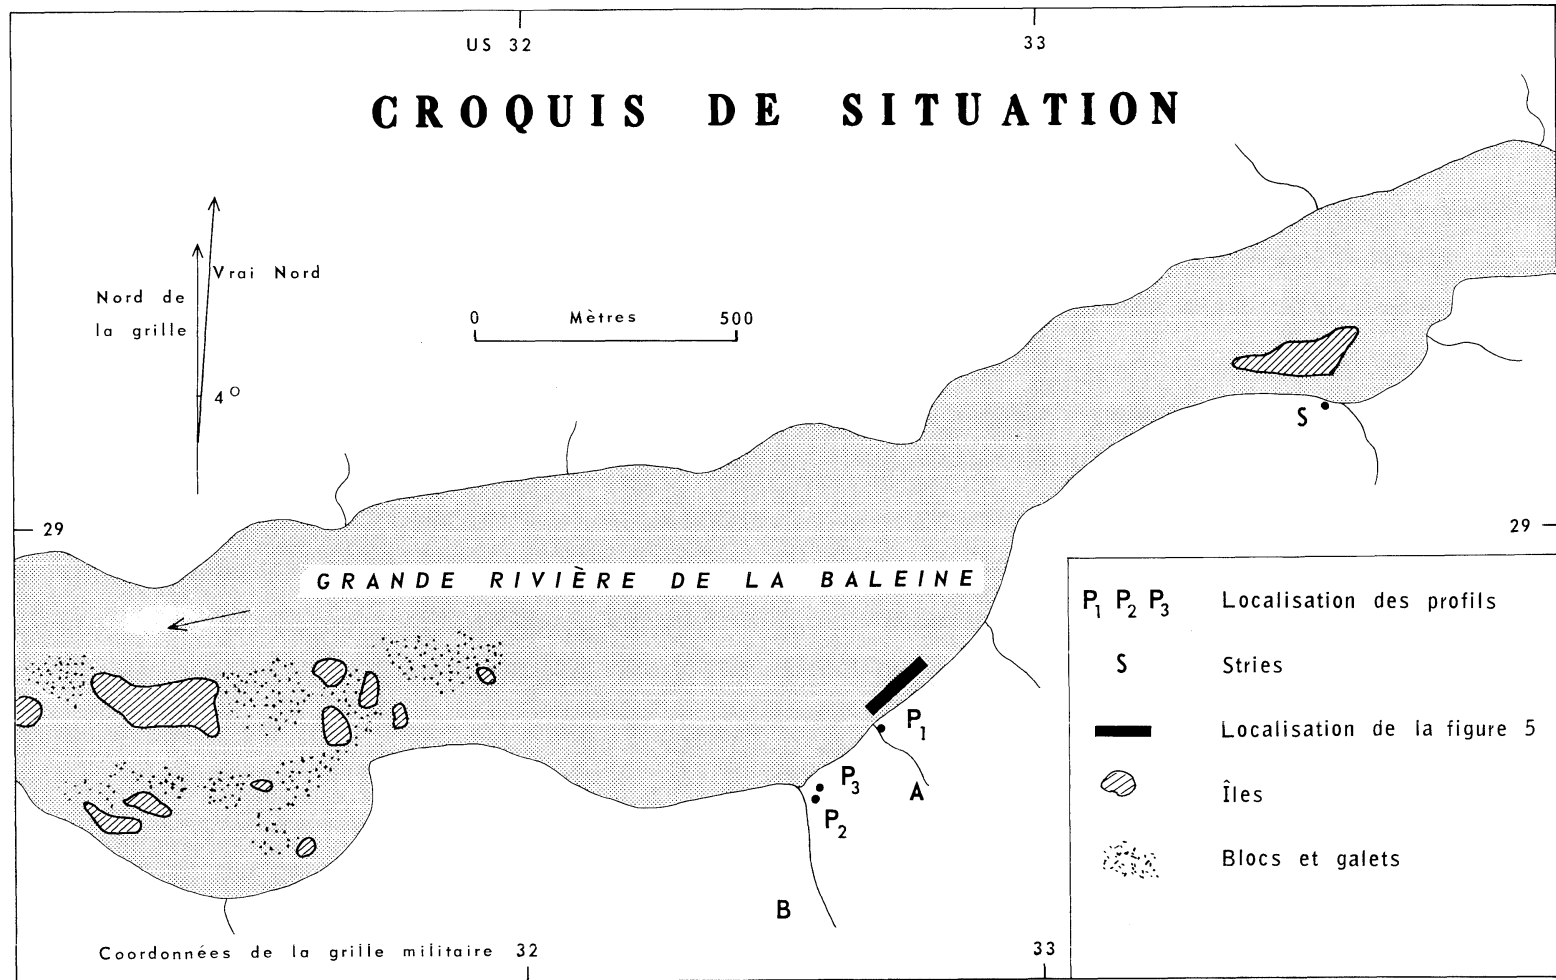 US 32
33
CROQUIS DE SITUATION
Vrai Nord
Nord de
la grille
4°
0 Mètres 500
S
29
29
GRANDE RIVIÈRE DE LA BALEINE
P1
P3
A
P2
B
P1 P2 P3 Localisation des profils
S Stries
Localisation de la figure 5
Îles
Blocs et galets
Coordonnées de la grille militaire 32
33